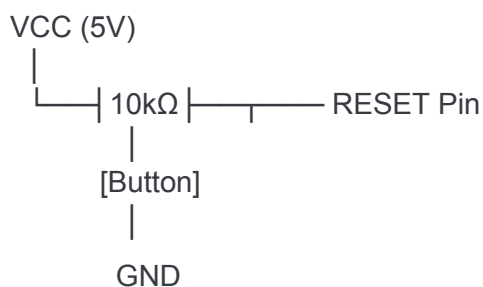 VCC (5V)
10kΩ RESET Pin
[Button]
GND